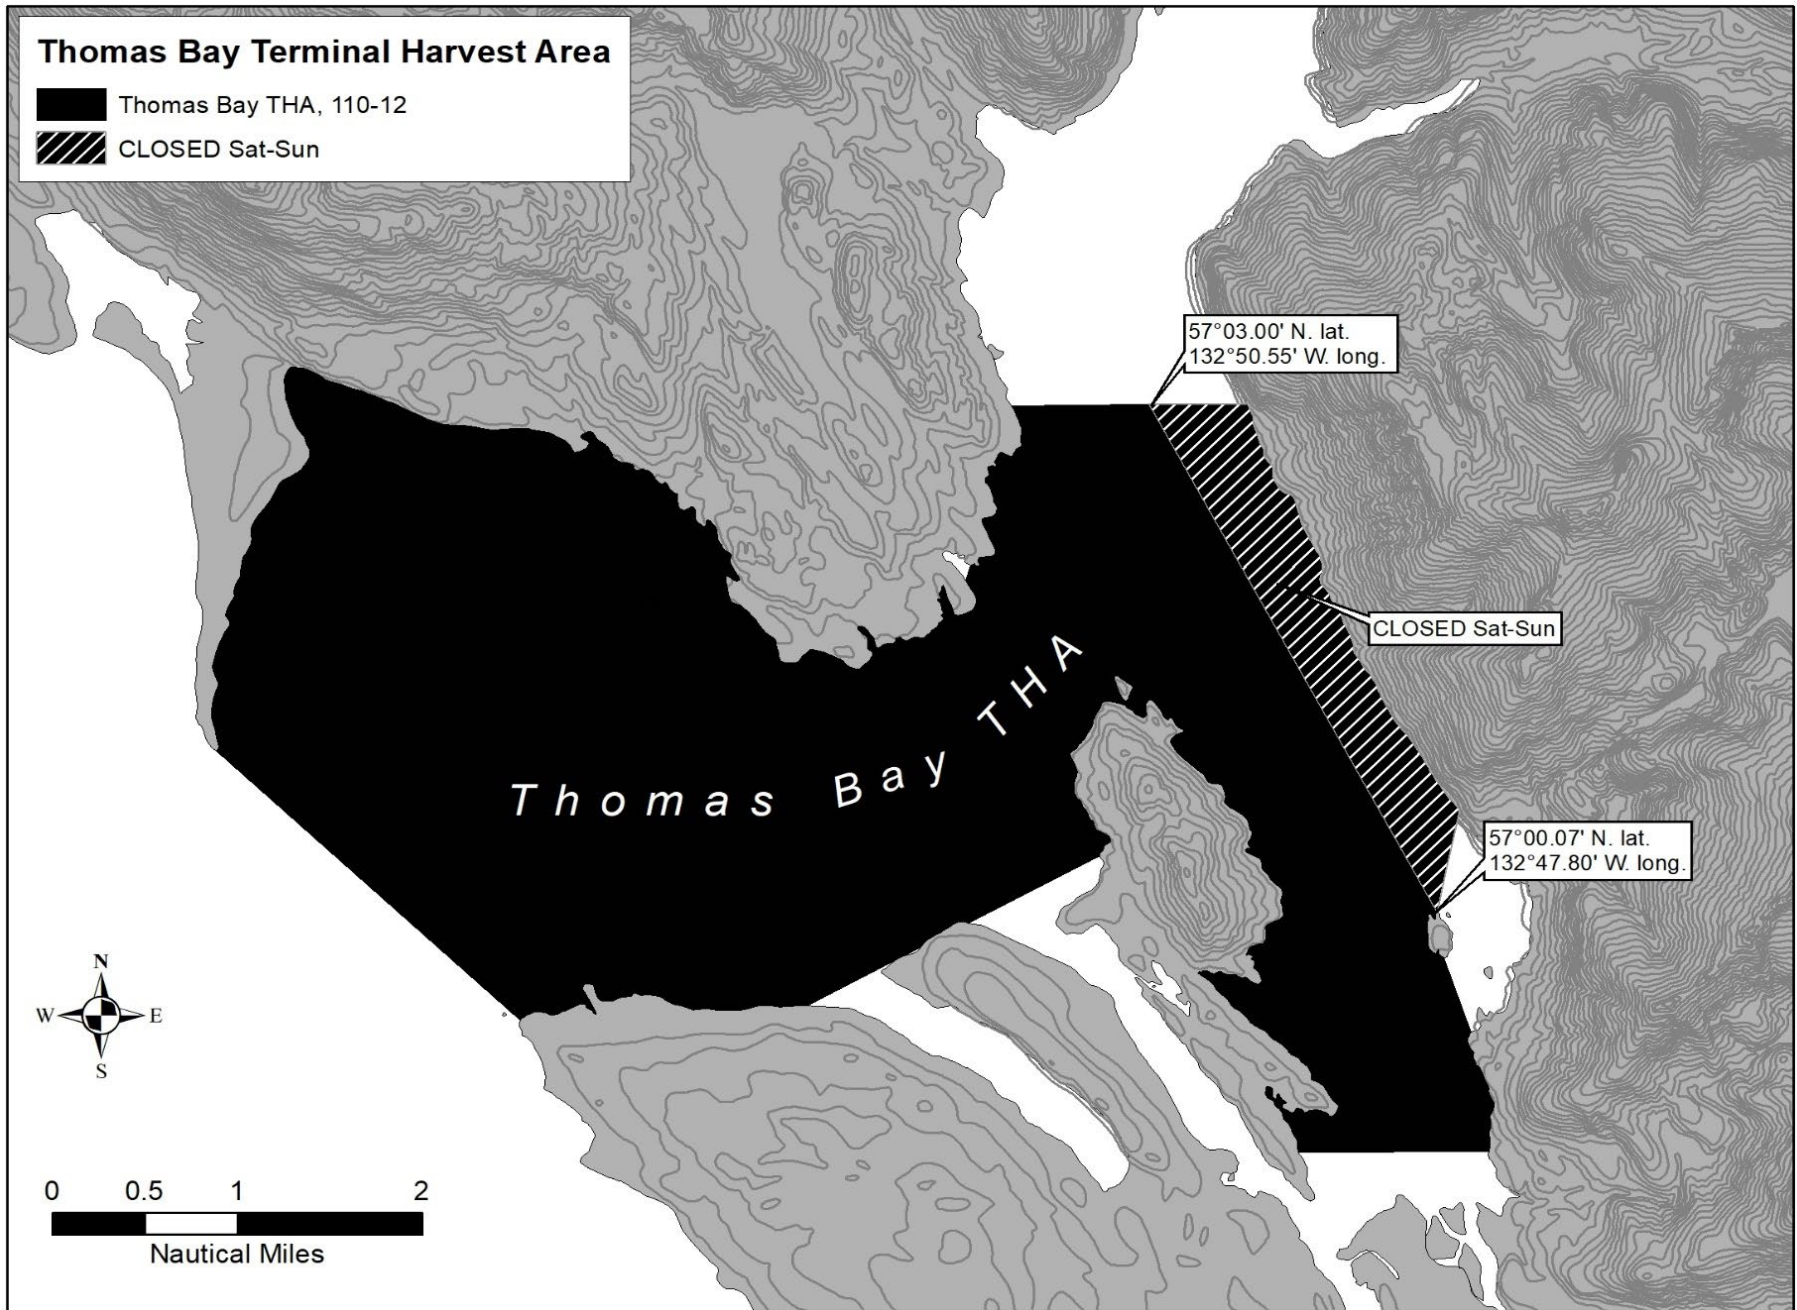 Thomas Bay Terminal Harvest Area
Thomas Bay THA, 110-12
CLOSED Sat-Sun
57°03.00' N. lat.
132°50.55' W. long.
CLOSED Sat-Sun
Thomas Bay THA
57°00.07' N. lat.
132°47.80' W. long.
N
W E
S
0 0.5 1 2
Nautical Miles